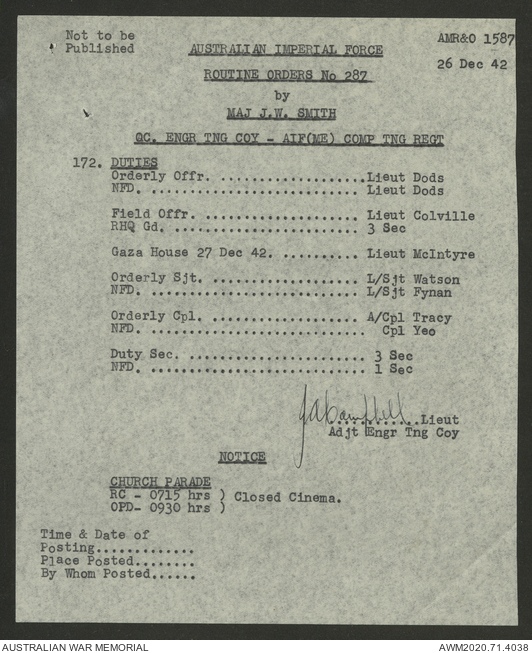 Not to be
Published
AMR&O 1587
AUSTRALIAN IMPERIAL FORCE
26 Dec 42
ROUTINE ORDERS No 287
by
MAJ J.W. SMITH
OC. ENGR TNG COY - AIF(ME) COMP TNG REGT
172. DUTIES
Orderly Offr. ...................Lieut Dods
NFD. ............................ Lieut Dods
Field Offr. ..................... Lieut Colville
RHQ Gd. ......................... 3 Sec
Gaza House 27 Dec 42. .......... Lieut McIntyre
Orderly Sjt. .................... L/Sjt Watson
NFD. ............................ L/Sjt Fynan
Orderly Cpl. .................... A/Cpl Tracy
NFD. ............................ Cpl Yeo
Duty Sec. ....................... 3 Sec
NFD. ............................ 1 Sec
J A Campbell ..Lieut
Adjt Engr Tng Coy
NOTICE
CHURCH PARADE
RC - 0715 hrs ) Closed Cinema.
OPD- 0930 hrs )
Time & Date of
Posting.............
Place Posted........
By Whom Posted......
AUSTRALIAN WAR MEMORIAL
AWM2020.71.4038